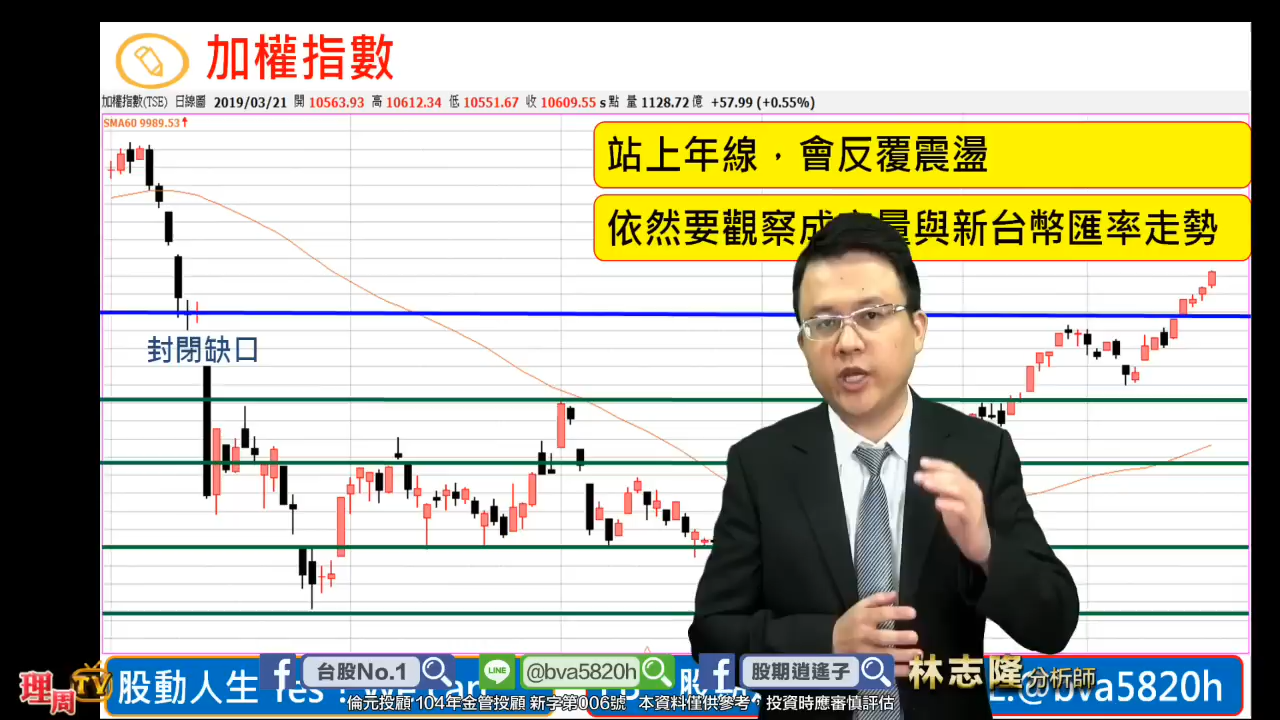 加權指數
加權指數(TSE) 日線圖 2019/03/21 開 10563.93 高 10612.34 低 10551.67 收 10609.55 s點 量 1128.72 億 +57.99 (+0.55%)
SMA60 9989.53↑
站上年線，會反覆震盪
依然要觀察成交量與新台幣匯率走勢
封閉缺口
理周TV
股動人生 Yes
台股No.1
LINE
@bva5820h
股期逍遙子
林志隆 分析師
@bva5820h
倫元投顧 104年金管投顧 新字第006號 本資料僅供參考，投資時應審慎評估